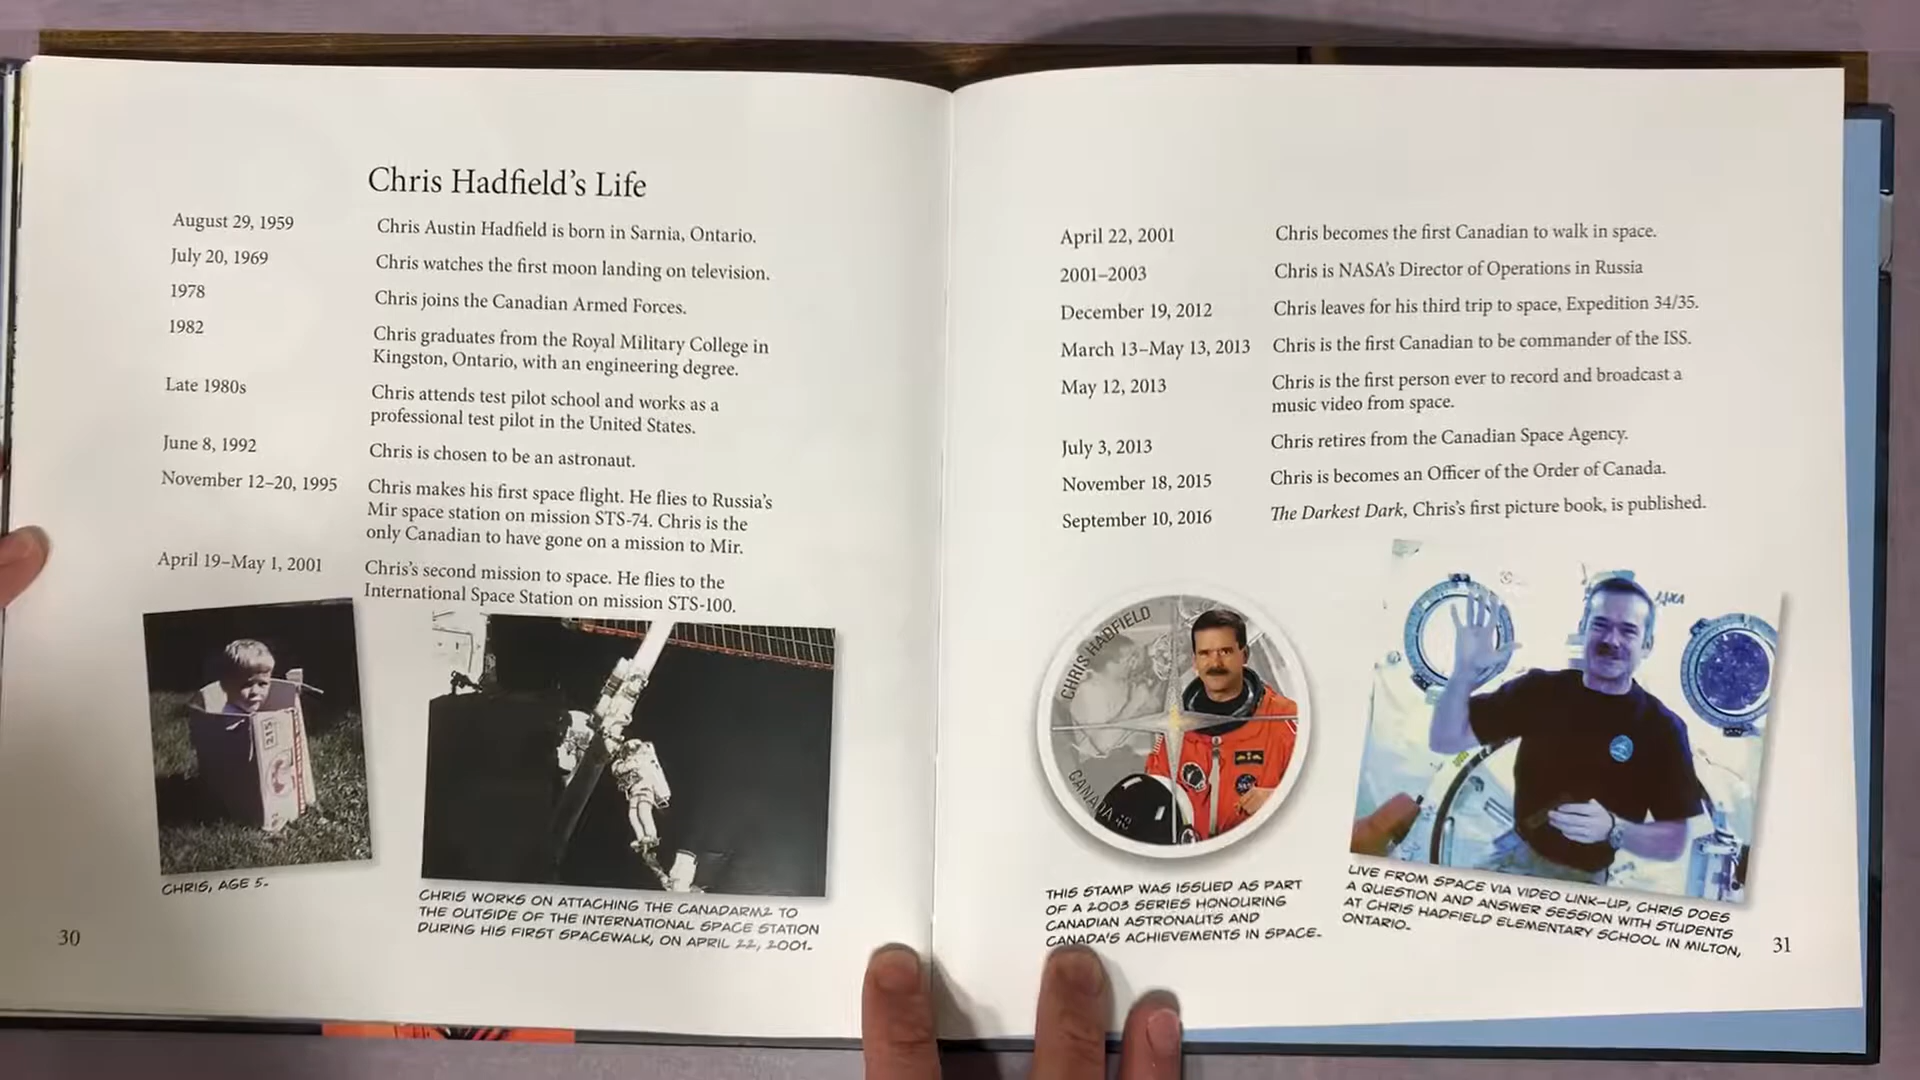 Chris Hadfield's Life
August 29, 1959
Chris Austin Hadfield is born in Sarnia, Ontario.
July 20, 1969
Chris watches the first moon landing on television.
1978
Chris joins the Canadian Armed Forces.
1982
Chris graduates from the Royal Military College in
Kingston, Ontario, with an engineering degree.
Late 1980s
Chris attends test pilot school and works as a
professional test pilot in the United States.
June 8, 1992
Chris is chosen to be an astronaut.
November 12–20, 1995
Chris makes his first space flight. He flies to Russia's
Mir space station on mission STS-74. Chris is the
only Canadian to have gone on a mission to Mir.
April 19–May 1, 2001
Chris's second mission to space. He flies to the
International Space Station on mission STS-100.
CHRIS, AGE 5.
CHRIS WORKS ON ATTACHING THE CANADARM2 TO
THE OUTSIDE OF THE INTERNATIONAL SPACE STATION
DURING HIS FIRST SPACEWALK, ON APRIL 22, 2001.
30
April 22, 2001
Chris becomes the first Canadian to walk in space.
2001–2003
Chris is NASA's Director of Operations in Russia
December 19, 2012
Chris leaves for his third trip to space, Expedition 34/35.
March 13–May 13, 2013
Chris is the first Canadian to be commander of the ISS.
May 12, 2013
Chris is the first person ever to record and broadcast a
music video from space.
July 3, 2013
Chris retires from the Canadian Space Agency.
November 18, 2015
Chris is becomes an Officer of the Order of Canada.
September 10, 2016
The Darkest Dark, Chris's first picture book, is published.
CHRIS HADFIELD
CANADA 48
THIS STAMP WAS ISSUED AS PART
OF A 2003 SERIES HONOURING
CANADIAN ASTRONAUTS AND
CANADA'S ACHIEVEMENTS IN SPACE.
LIVE FROM SPACE VIA VIDEO LINK-UP, CHRIS DOES
A QUESTION AND ANSWER SESSION WITH STUDENTS
AT CHRIS HADFIELD ELEMENTARY SCHOOL IN MILTON,
ONTARIO.
31